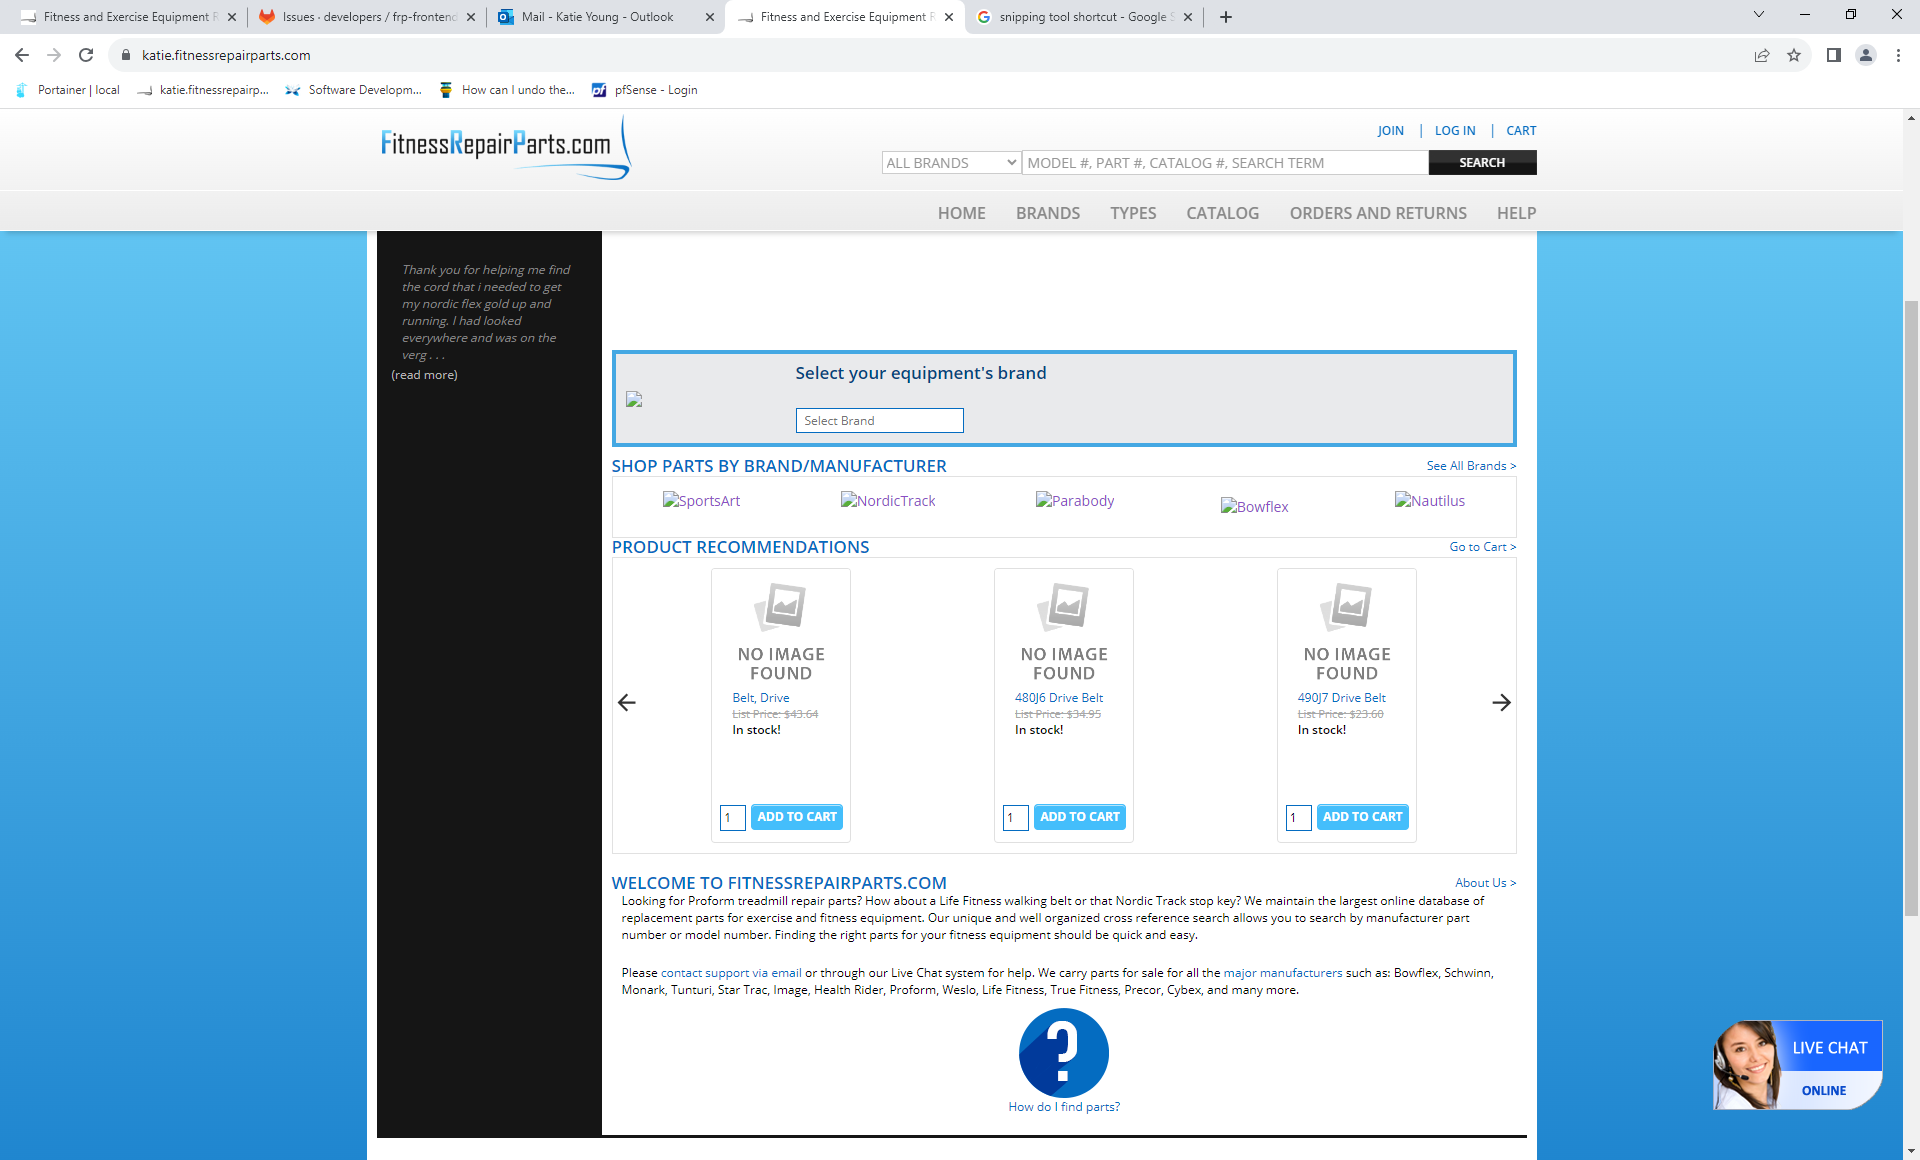 Fitness and Exercise Equipment R
Issues · developers / frp-frontend
Mail - Katie Young - Outlook
Fitness and Exercise Equipment R
snipping tool shortcut - Google S
katie.fitnessrepairparts.com
Portainer | local
katie.fitnessrepairp...
Software Developm...
How can I undo the...
pfSense - Login
FitnessRepairParts.com
JOIN | LOG IN | CART
ALL BRANDS
MODEL #, PART #, CATALOG #, SEARCH TERM
SEARCH
HOME
BRANDS
TYPES
CATALOG
ORDERS AND RETURNS
HELP
Thank you for helping me find
the cord that i needed to get
my nordic flex gold up and
running. I had looked
everywhere and was on the
verg . . .
(read more)
Select your equipment's brand
Select Brand
SHOP PARTS BY BRAND/MANUFACTURER
See All Brands >
SportsArt
NordicTrack
Parabody
Bowflex
Nautilus
PRODUCT RECOMMENDATIONS
Go to Cart >
NO IMAGE
FOUND
Belt, Drive
List Price: $43.64
In stock!
1
ADD TO CART
NO IMAGE
FOUND
480J6 Drive Belt
List Price: $34.95
In stock!
1
ADD TO CART
NO IMAGE
FOUND
490J7 Drive Belt
List Price: $23.60
In stock!
1
ADD TO CART
WELCOME TO FITNESSREPAIRPARTS.COM
About Us >
Looking for Proform treadmill repair parts? How about a Life Fitness walking belt or that Nordic Track stop key? We maintain the largest online database of
replacement parts for exercise and fitness equipment. Our unique and well organized cross reference search allows you to search by manufacturer part
number or model number. Finding the right parts for your fitness equipment should be quick and easy.
Please contact support via email or through our Live Chat system for help. We carry parts for sale for all the major manufacturers such as: Bowflex, Schwinn,
Monark, Tunturi, Star Trac, Image, Health Rider, Proform, Weslo, Life Fitness, True Fitness, Precor, Cybex, and many more.
?
How do I find parts?
LIVE CHAT
ONLINE